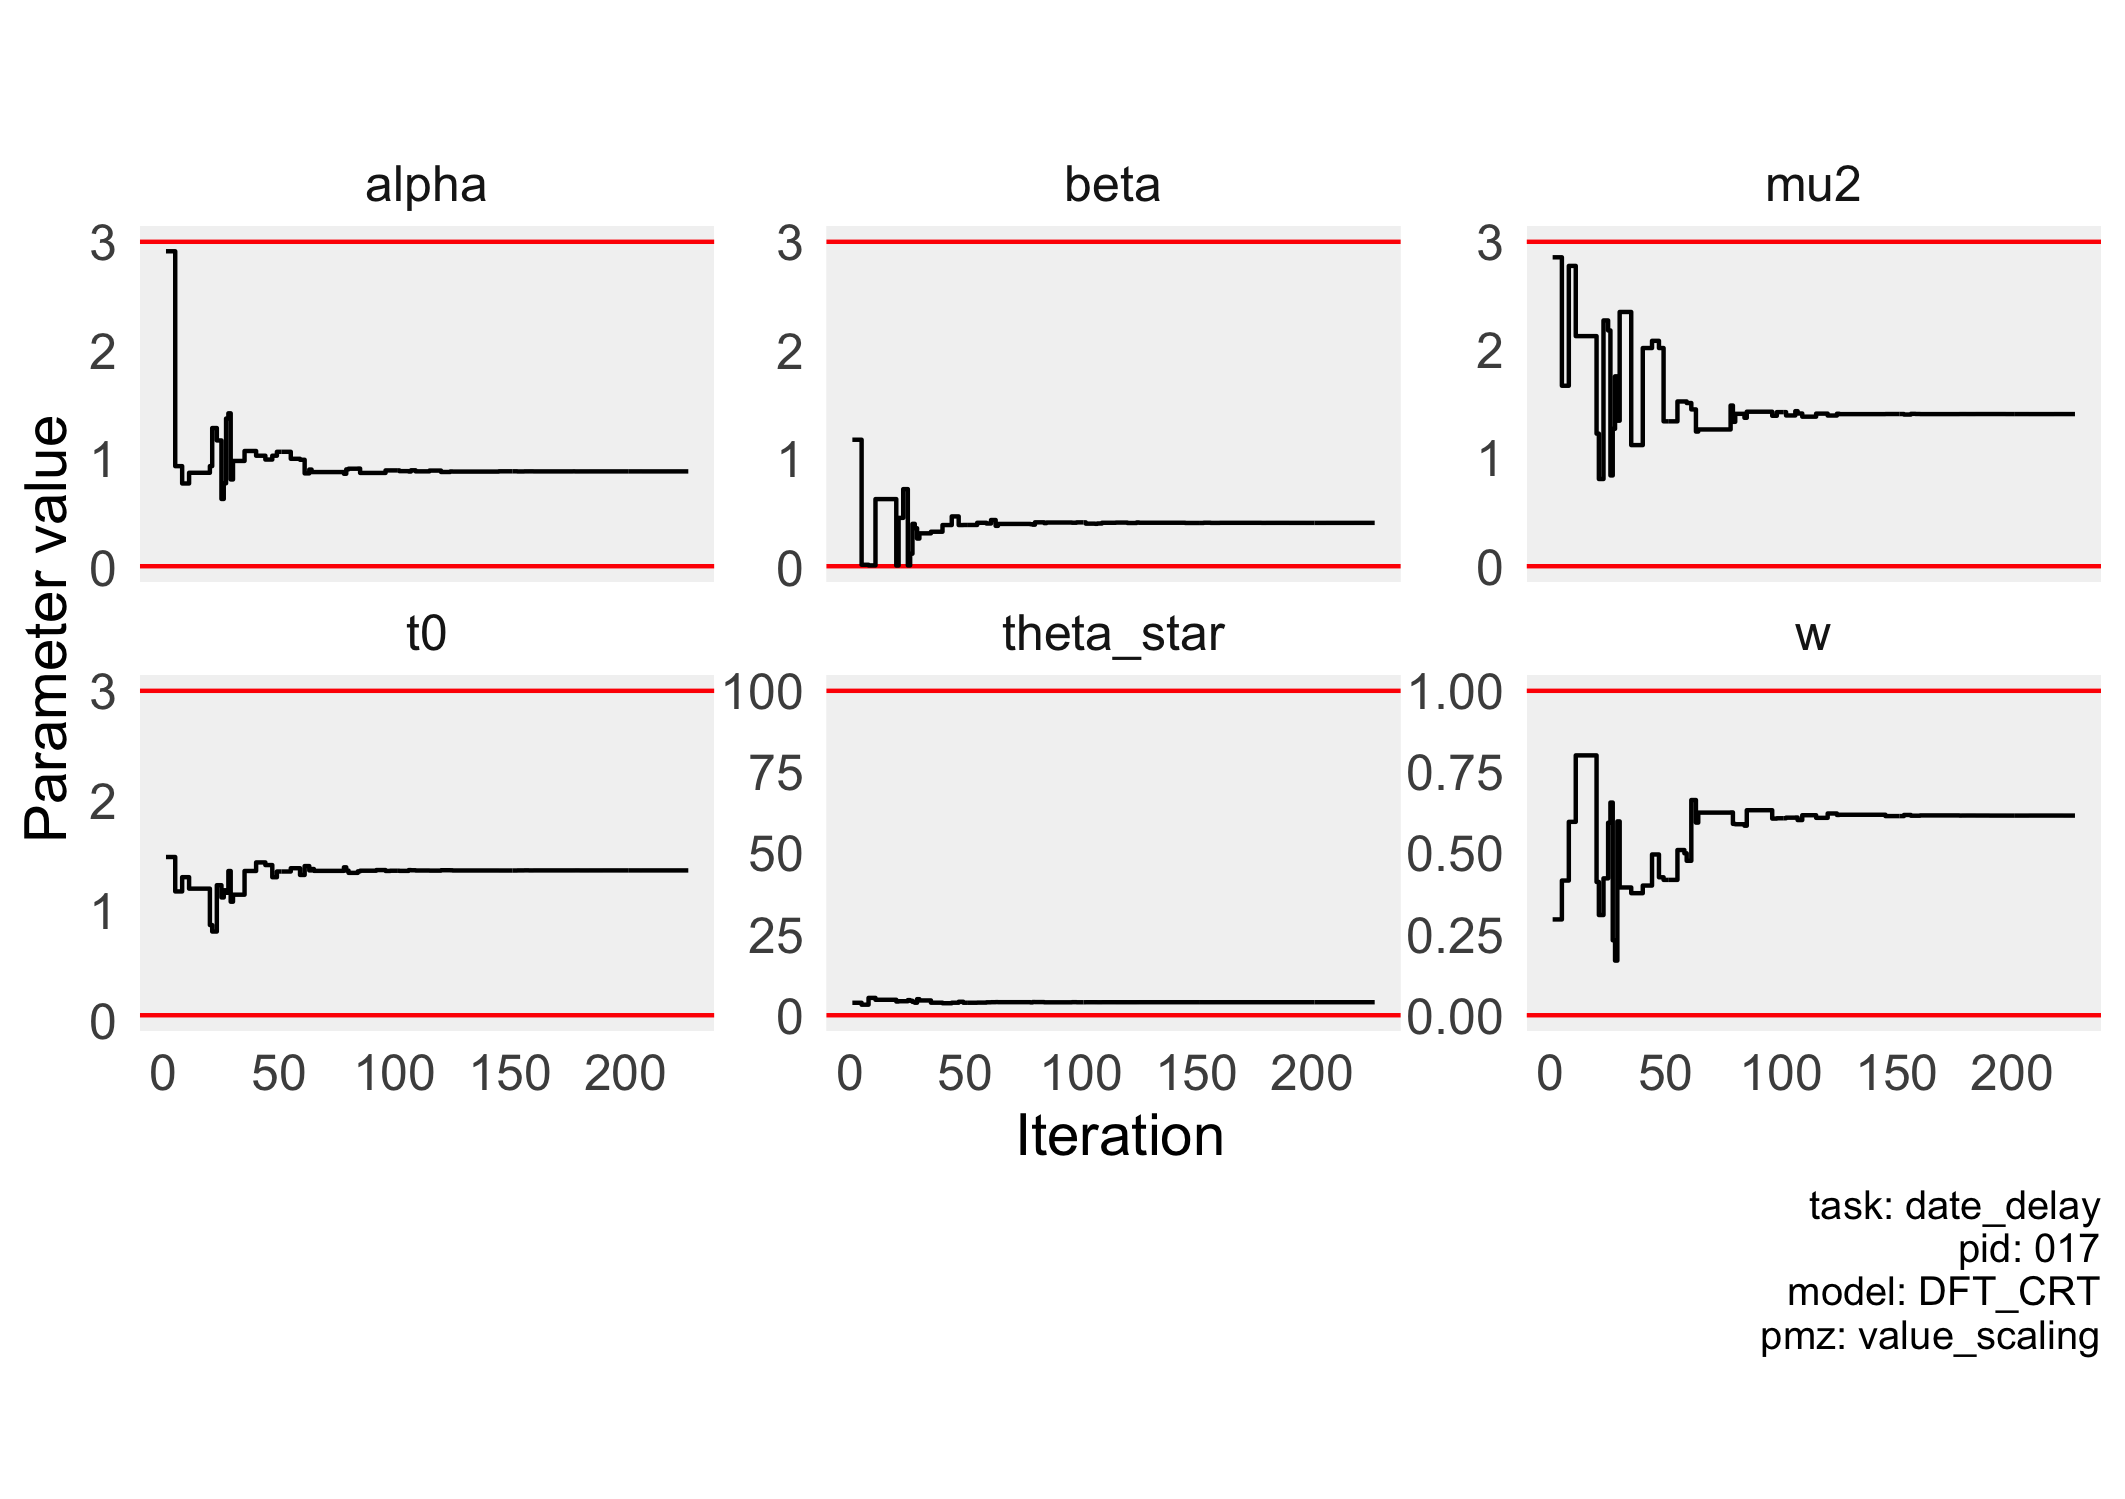 alpha
beta
mu2
3
2
1
0
3
2
1
0
3
2
1
0
Parameter value
t0
theta_star
w
3
2
1
0
100
75
50
25
0
1.00
0.75
0.50
0.25
0.00
0 50 100 150 200
0 50 100 150 200
0 50 100 150 200
Iteration
task: date_delay
pid: 017
model: DFT_CRT
pmz: value_scaling